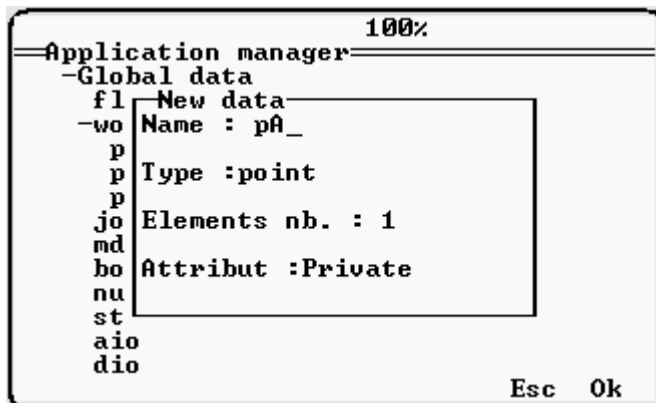 100%
Application manager
-Global data
fl
New data
-wo
Name : pA_
p
p
Type :point
p
jo
Elements nb. : 1
md
bo
Attribut :Private
nu
st
aio
dio
Esc Ok